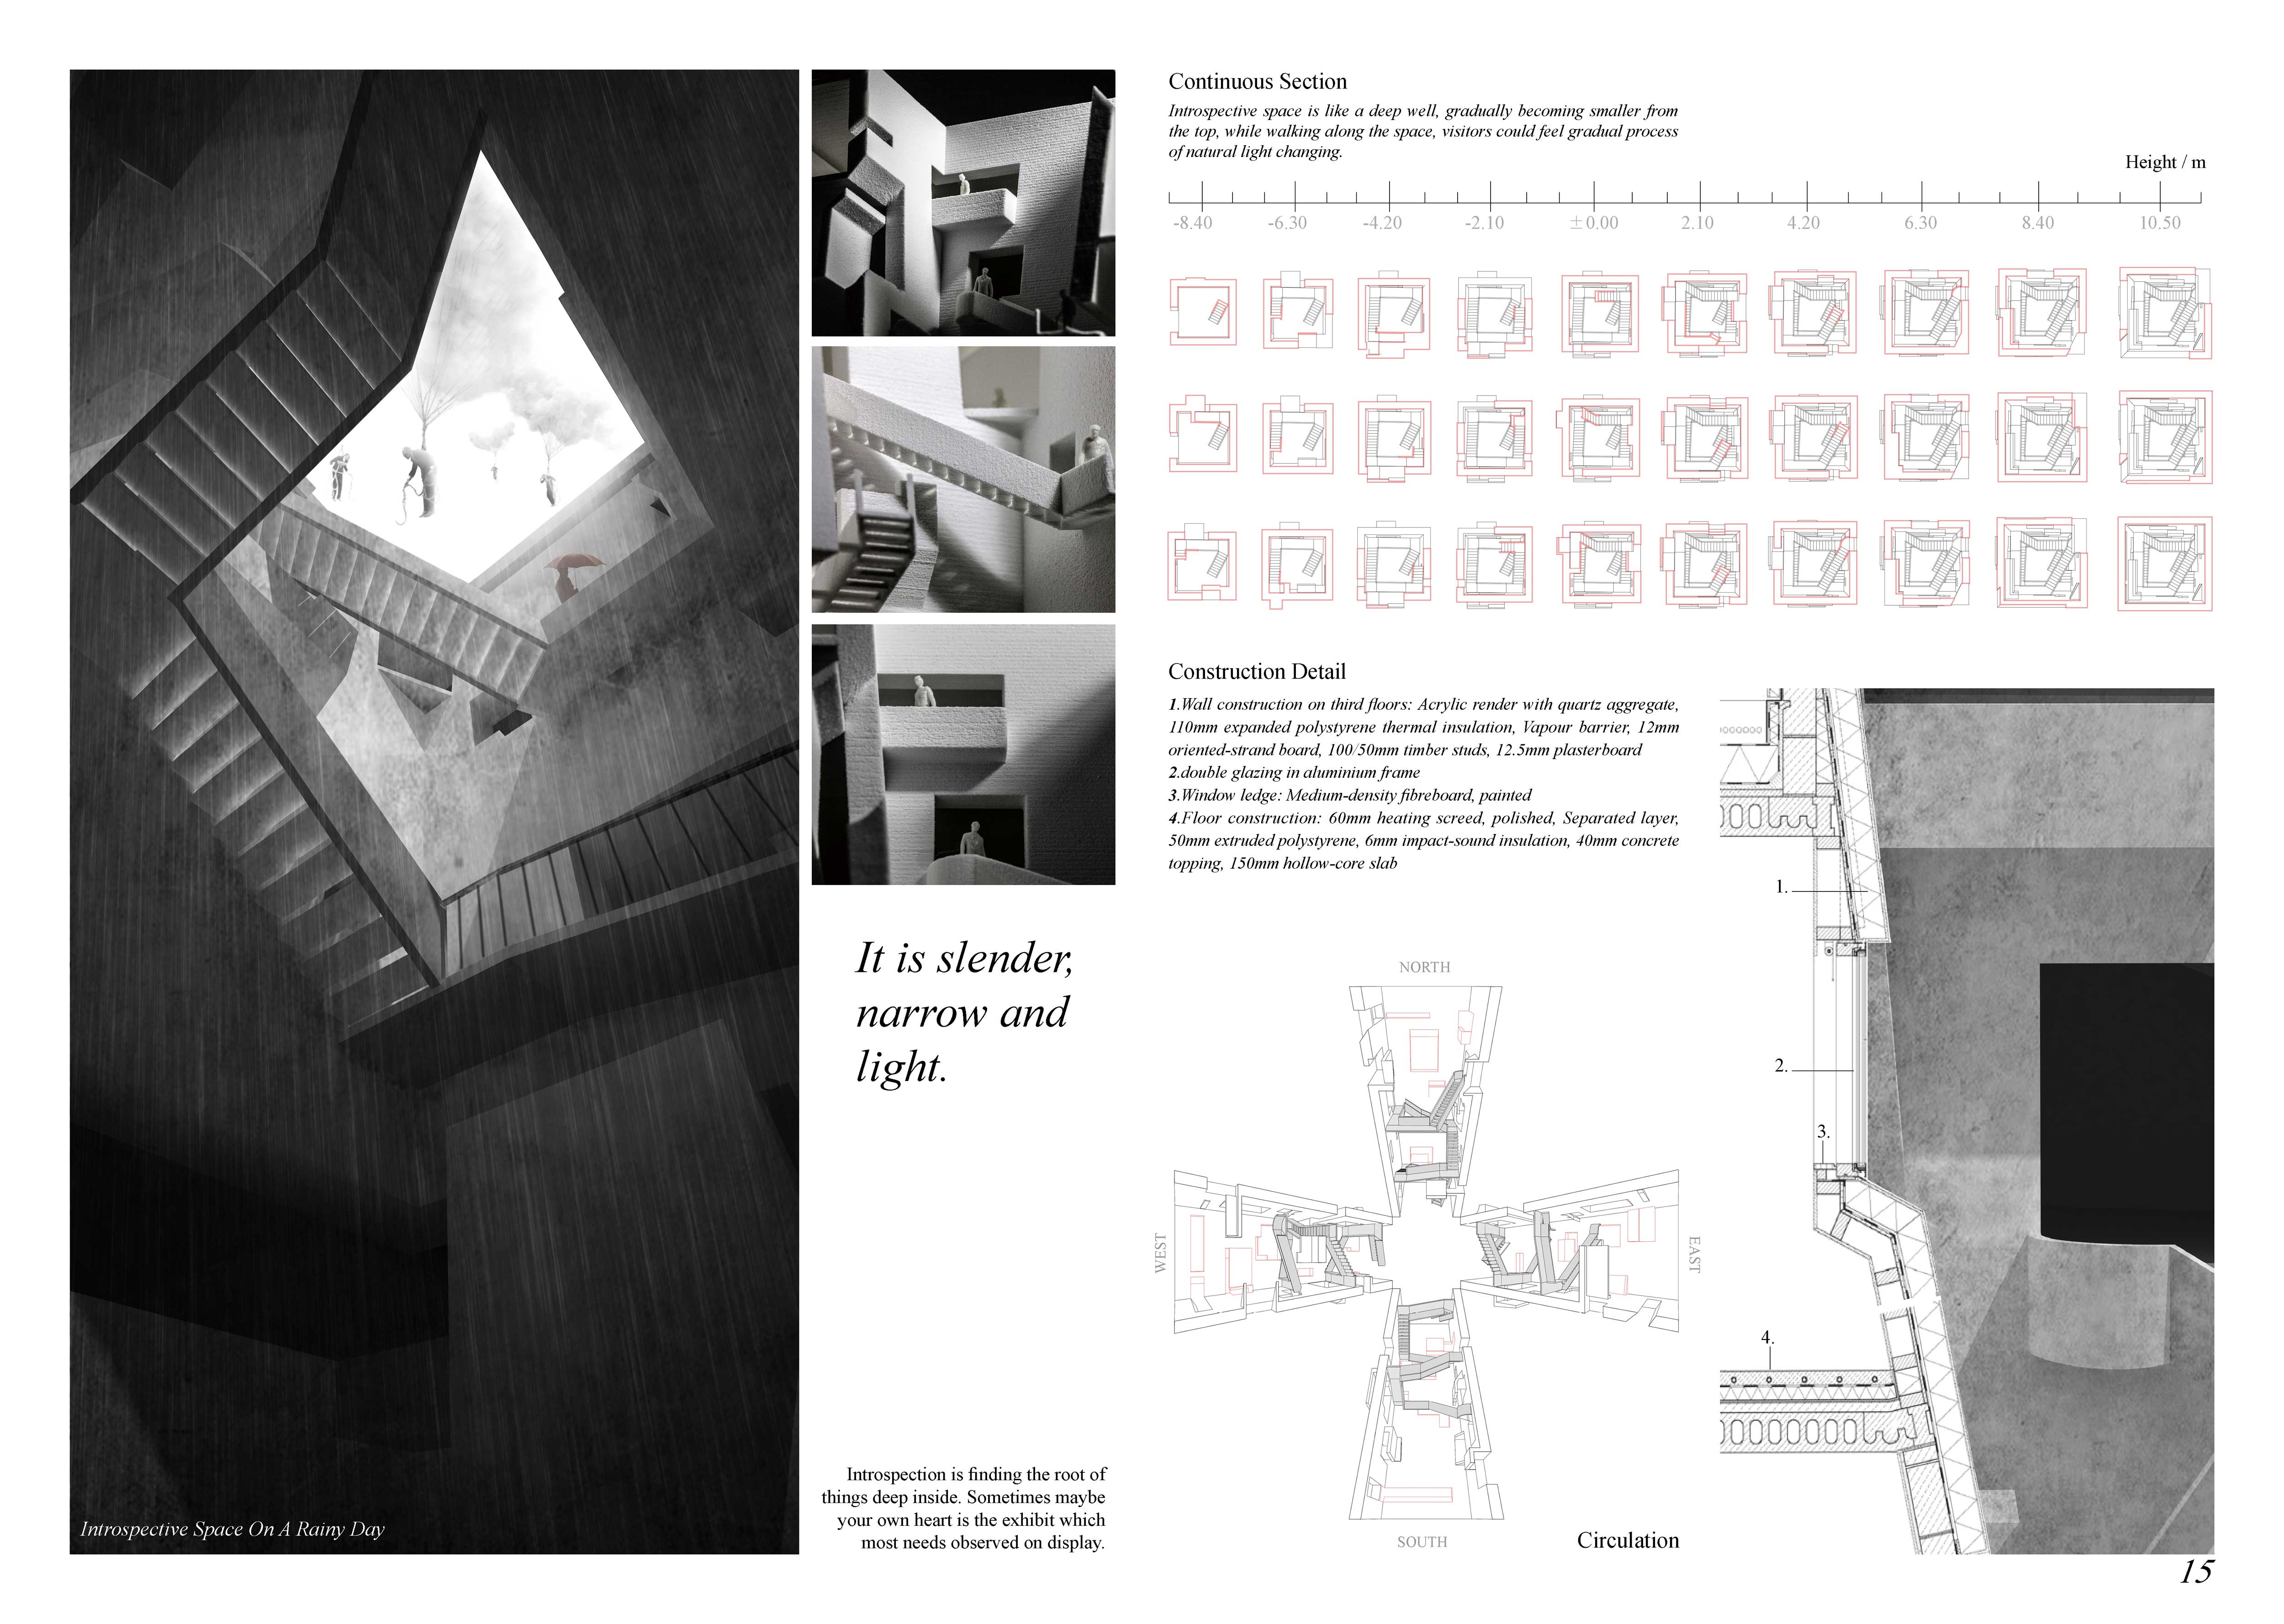 Introspective Space On A Rainy Day
It is slender,
narrow and
light.
Introspection is finding the root of
things deep inside. Sometimes maybe
your own heart is the exhibit which
most needs observed on display.
Continuous Section
Introspective space is like a deep well, gradually becoming smaller from
the top, while walking along the space, visitors could feel gradual process
of natural light changing.
Height / m
-8.40 -6.30 -4.20 -2.10 ±0.00 2.10 4.20 6.30 8.40 10.50
Construction Detail
1.Wall construction on third floors: Acrylic render with quartz aggregate,
110mm expanded polystyrene thermal insulation, Vapour barrier, 12mm
oriented-strand board, 100/50mm timber studs, 12.5mm plasterboard
2.double glazing in aluminium frame
3.Window ledge: Medium-density fibreboard, painted
4.Floor construction: 60mm heating screed, polished, Separated layer,
50mm extruded polystyrene, 6mm impact-sound insulation, 40mm concrete
topping, 150mm hollow-core slab
NORTH
WEST
EAST
SOUTH
Circulation
1.
2.
3.
4.
15